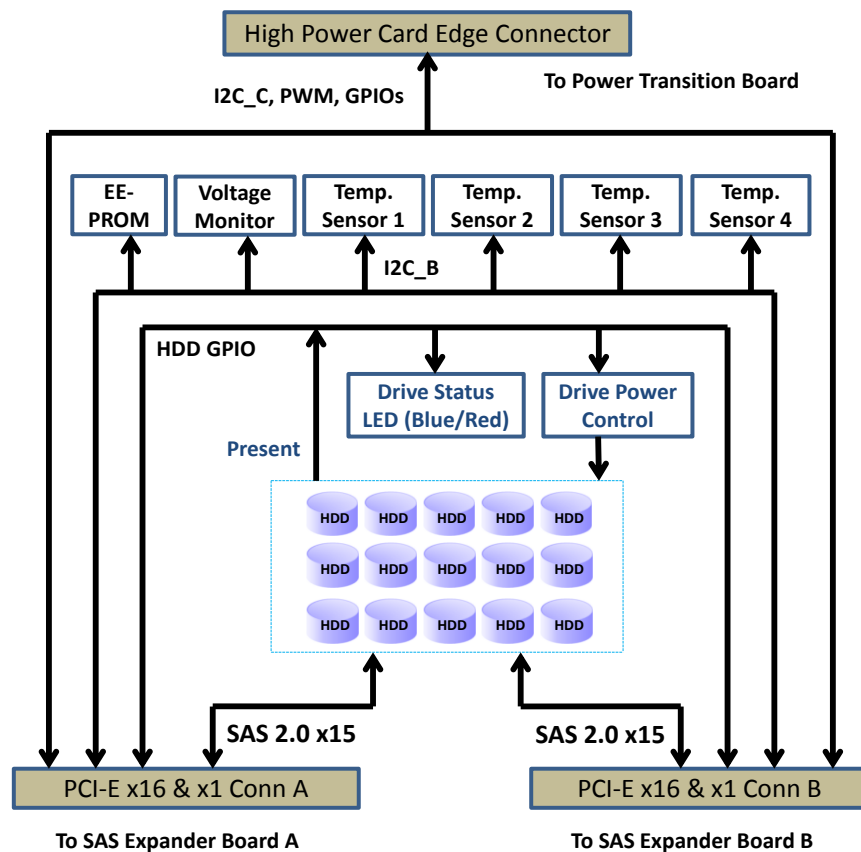 High Power Card Edge Connector
To Power Transition Board
I2C_C, PWM, GPIOs
EE-
PROM
Voltage
Monitor
Temp.
Sensor 1
Temp.
Sensor 2
Temp.
Sensor 3
Temp.
Sensor 4
I2C_B
HDD GPIO
Drive Status
LED (Blue/Red)
Drive Power
Control
Present
HDD HDD HDD HDD HDD
HDD HDD HDD HDD HDD
HDD HDD HDD HDD HDD
SAS 2.0 x15
SAS 2.0 x15
PCI-E x16 & x1 Conn A
PCI-E x16 & x1 Conn B
To SAS Expander Board A
To SAS Expander Board B